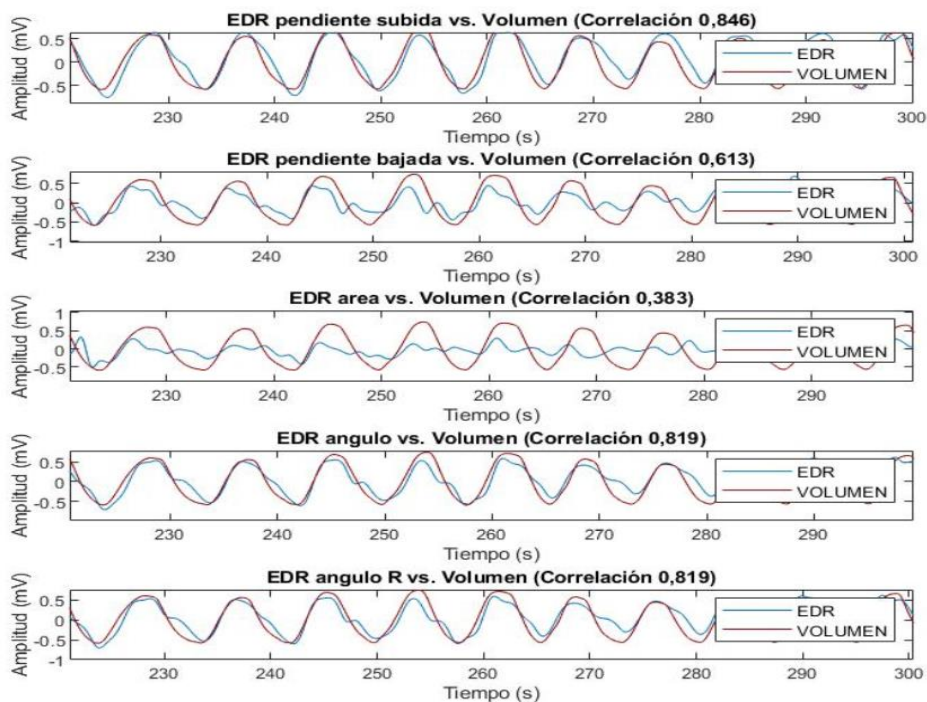 EDR pendiente subida vs. Volumen (Correlación 0,846)
Amplitud (mV)
0.5
0
-0.5
EDR
VOLUMEN
230 240 250 260 270 280 290 300
Tiempo (s)
EDR pendiente bajada vs. Volumen (Correlación 0,613)
Amplitud (mV)
0.5
0
-0.5
-1
EDR
VOLUMEN
230 240 250 260 270 280 290 300
Tiempo (s)
EDR area vs. Volumen (Correlación 0,383)
Amplitud (mV)
1
0.5
0
-0.5
EDR
VOLUMEN
230 240 250 260 270 280 290
Tiempo (s)
EDR angulo vs. Volumen (Correlación 0,819)
Amplitud (mV)
0.5
0
-0.5
EDR
VOLUMEN
230 240 250 260 270 280 290
Tiempo (s)
EDR angulo R vs. Volumen (Correlación 0,819)
Amplitud (mV)
0.5
0
-0.5
-1
EDR
VOLUMEN
230 240 250 260 270 280 290 300
Tiempo (s)